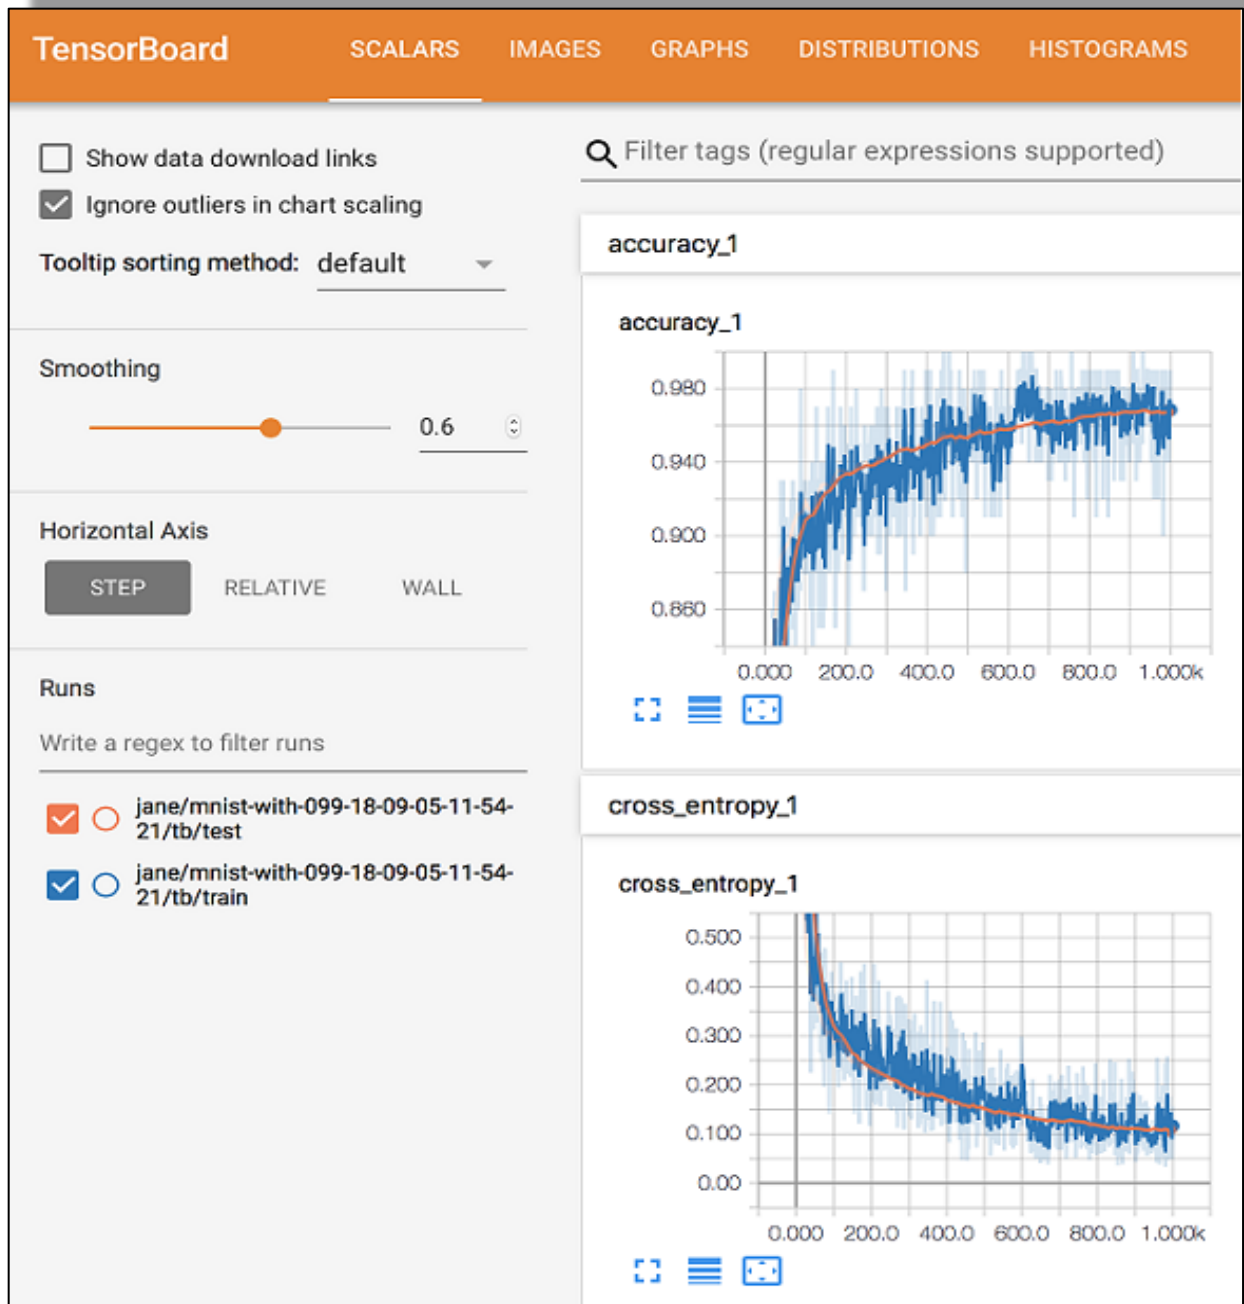 TensorBoard SCALARS IMAGES GRAPHS DISTRIBUTIONS HISTOGRAMS
Show data download links
Ignore outliers in chart scaling
Tooltip sorting method: default
Smoothing
0.6
Horizontal Axis
STEP RELATIVE WALL
Runs
Write a regex to filter runs
jane/mnist-with-099-18-09-05-11-54-
21/tb/test
jane/mnist-with-099-18-09-05-11-54-
21/tb/train
Filter tags (regular expressions supported)
accuracy_1
accuracy_1
0.980
0.940
0.900
0.860
0.000 200.0 400.0 600.0 800.0 1.000k
cross_entropy_1
cross_entropy_1
0.500
0.400
0.300
0.200
0.100
0.00
0.000 200.0 400.0 600.0 800.0 1.000k